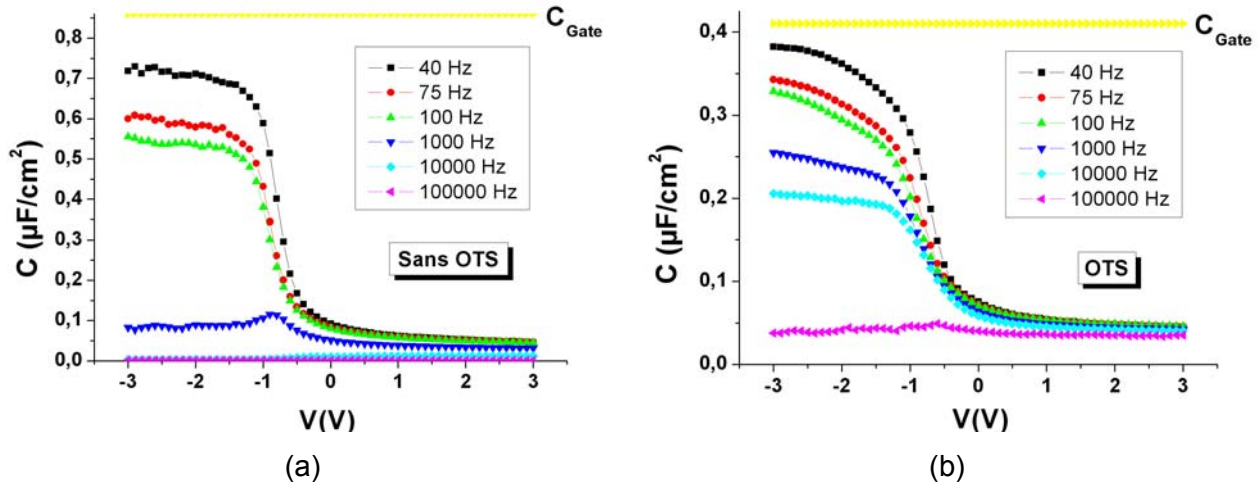 0,8
0,7
0,6
0,5
0,4
0,3
0,2
0,1
0,0
C (µF/cm²)
C Gate
40 Hz
75 Hz
100 Hz
1000 Hz
10000 Hz
100000 Hz
Sans OTS
-3 -2 -1 0 1 2 3
V(V)
(a)
0,4
0,3
0,2
0,1
0,0
C (µF/cm²)
C Gate
40 Hz
75 Hz
100 Hz
1000 Hz
10000 Hz
100000 Hz
OTS
-3 -2 -1 0 1 2 3
V(V)
(b)